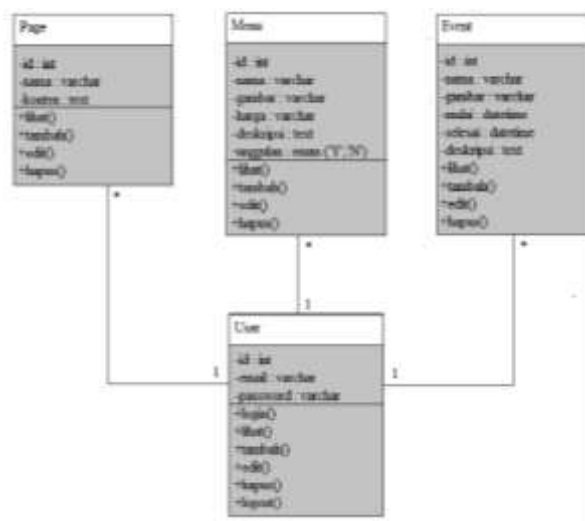 Page
-id : int
-nama : varchar
-konten : text
+lihat()
+tambah()
+edit()
+hapus()
Menu
-id : int
-nama : varchar
-gambar : varchar
-harga : varchar
-deskripsi : text
-unggulan : enum ('Y', 'N')
+lihat()
+tambah()
+edit()
+hapus()
Event
-id : int
-nama : varchar
-gambar : varchar
-mulai : datetime
-selesai : datetime
-deskripsi : text
+lihat()
+tambah()
+edit()
+hapus()
*
*
*
1
1
1
User
-id : int
-email : varchar
-password : varchar
+login()
+lihat()
+tambah()
+edit()
+hapus()
+logout()